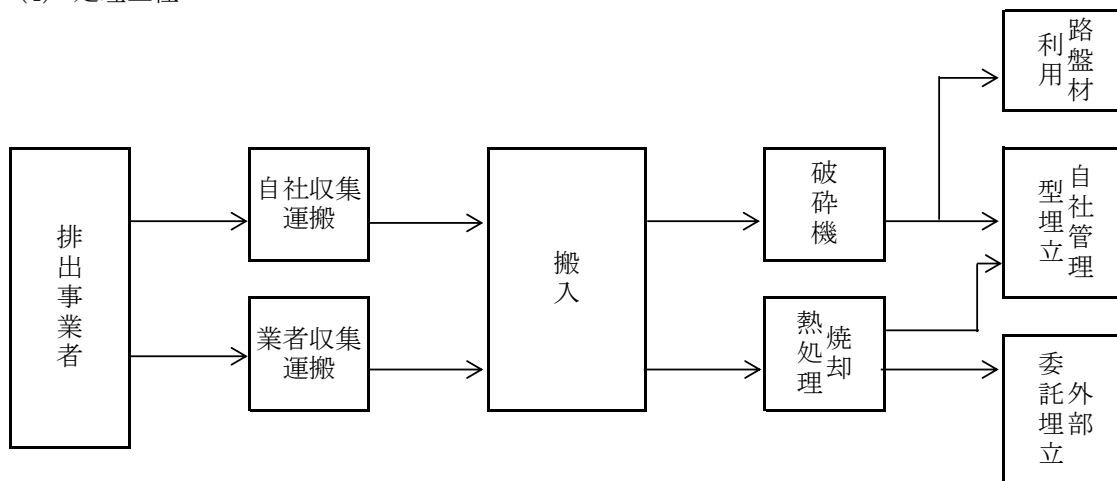 排出事業者
自社収集
運搬
業者収集
運搬
搬入
破砕機
焼却
熱処理
路盤材
利用
自社管理
型埋立
外部
委託埋立